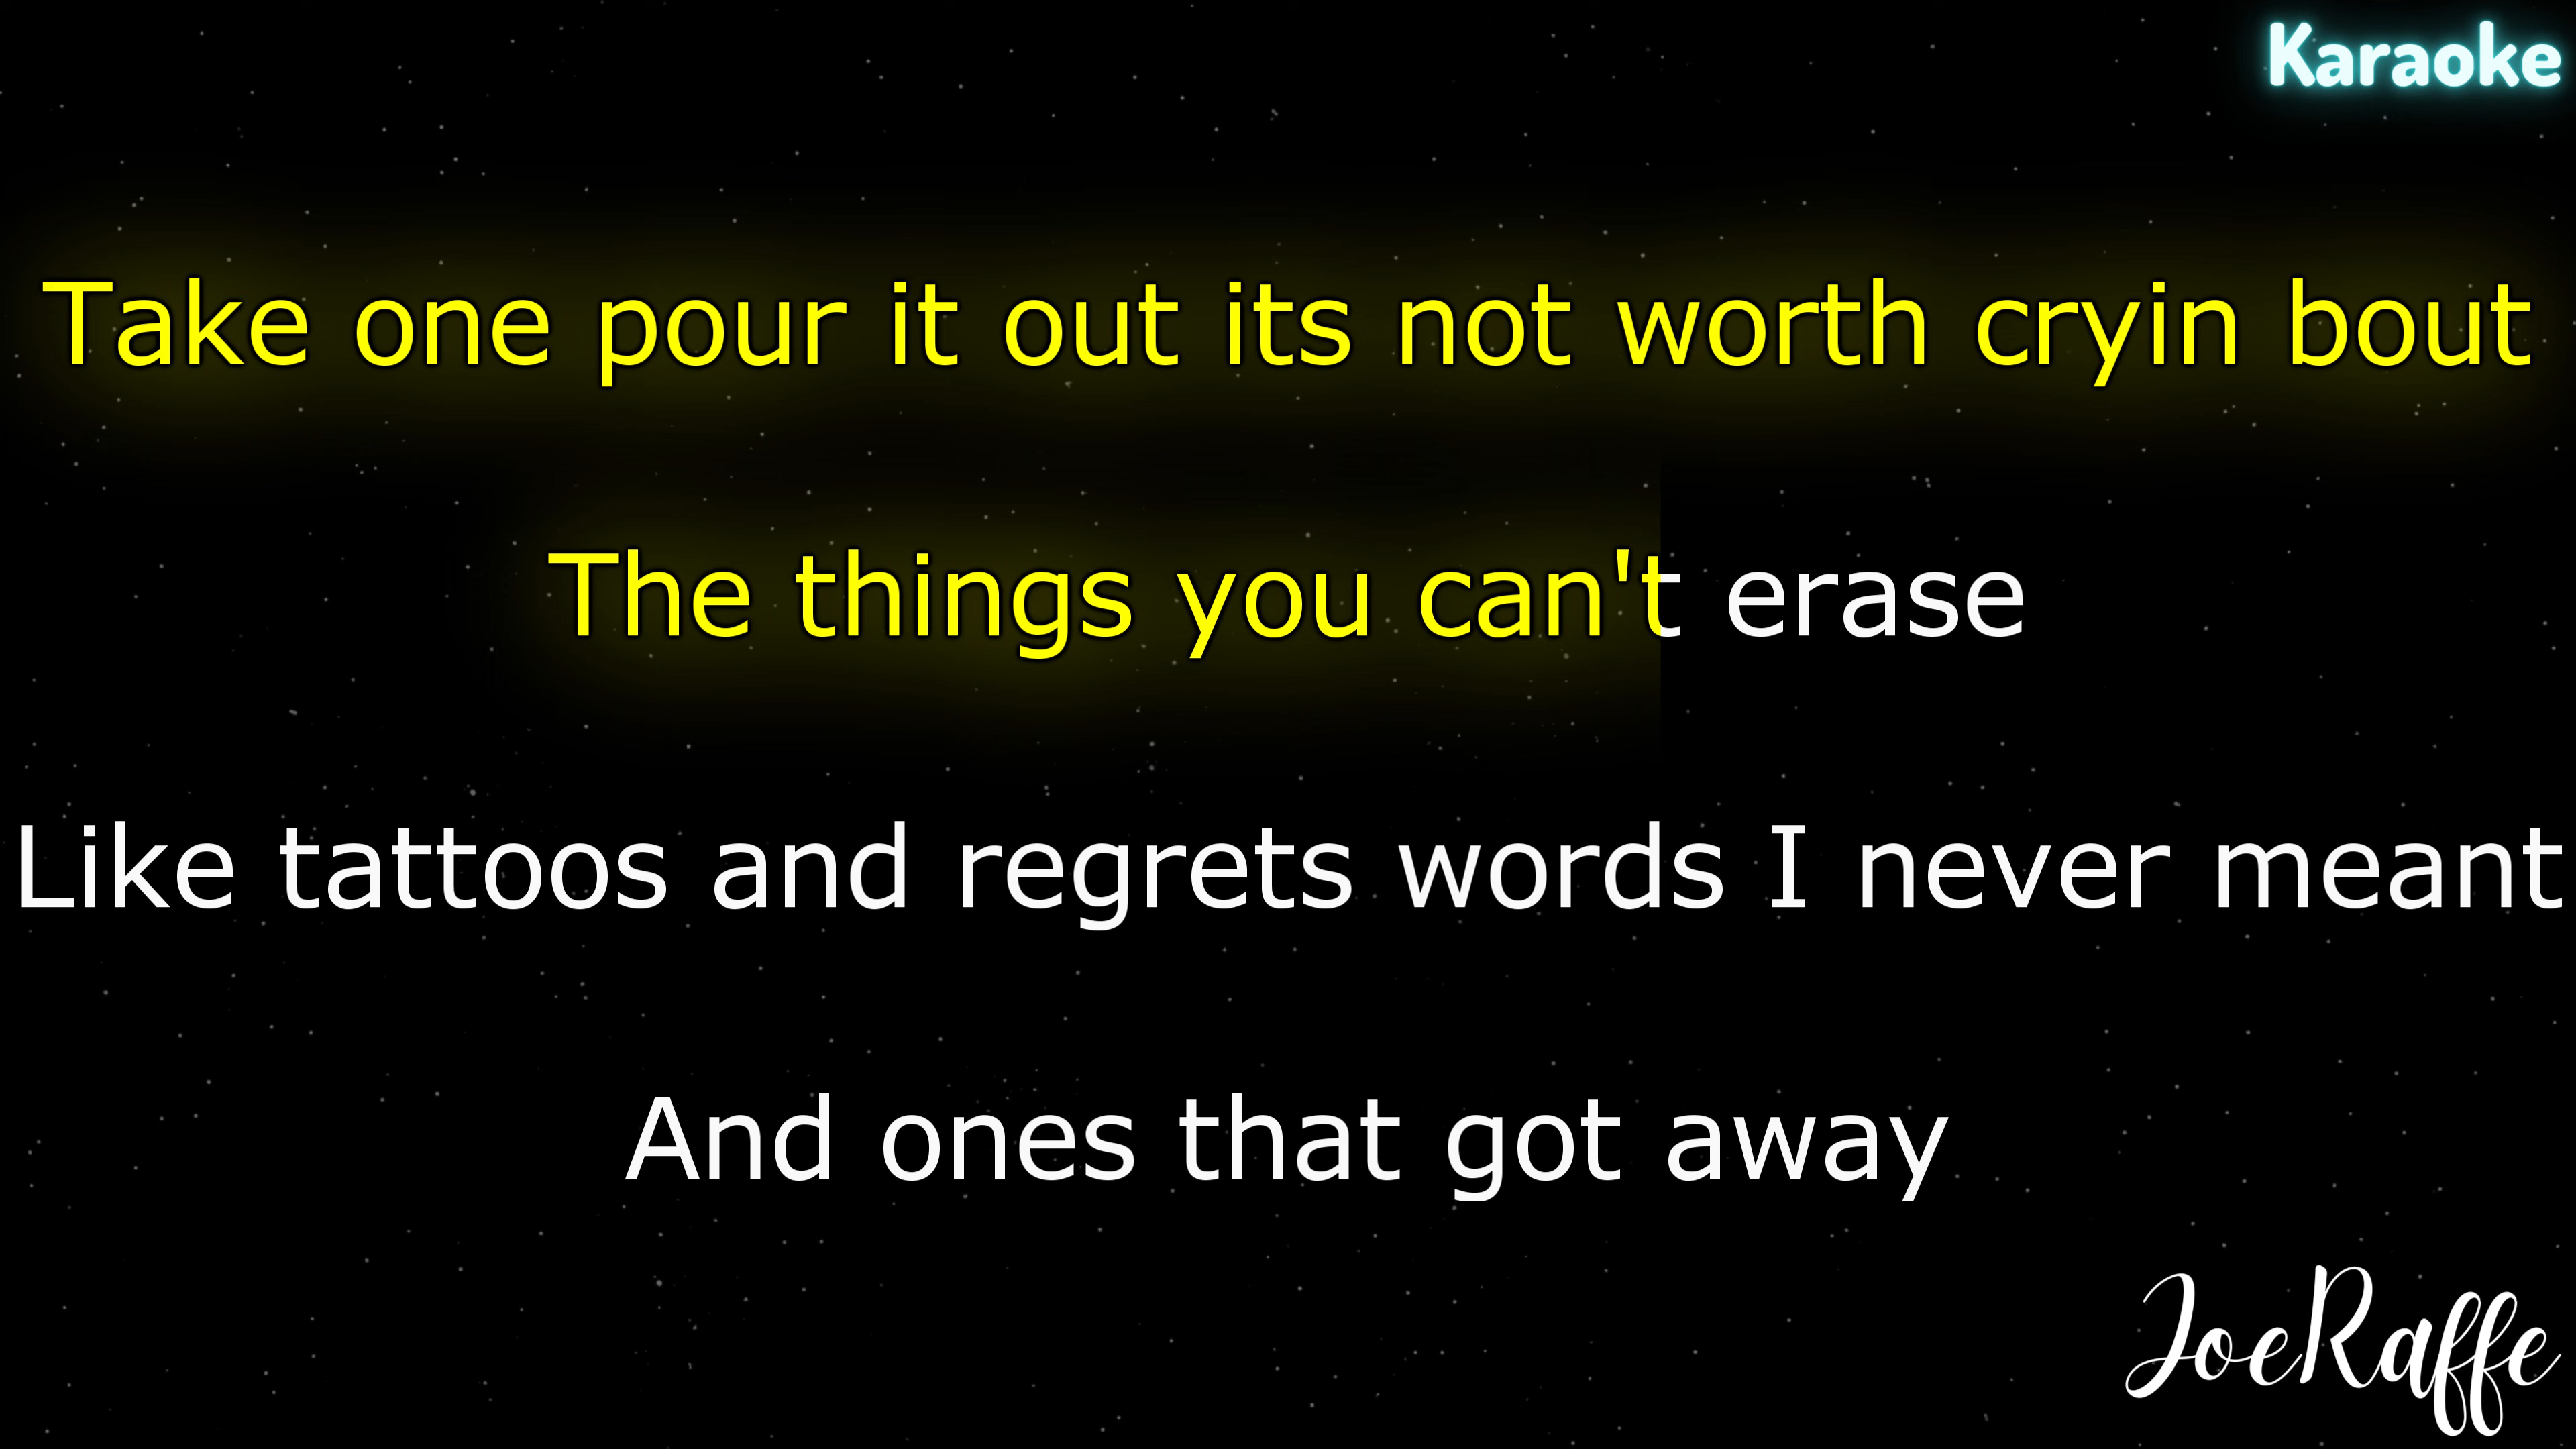 Karaoke
Take one pour it out its not worth cryin bout
The things you can't erase
Like tattoos and regrets words I never meant
And ones that got away
JoeRaffe